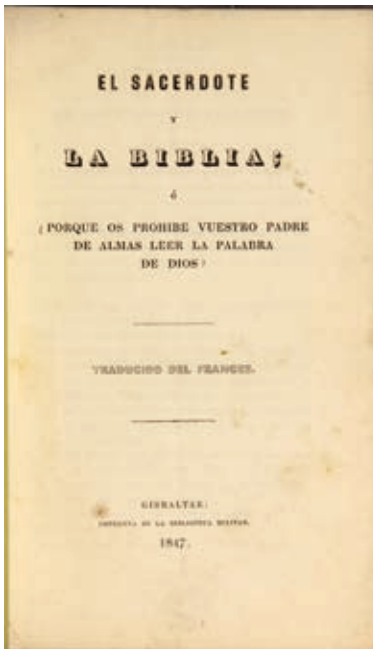 EL SACERDOTE
Y
LA BIBLIA;
ó
¿PORQUE OS PROHIBE VUESTRO PADRE
DE ALMAS LEER LA PALABRA
DE DIOS?
TRADUCIDO DEL FRANCES.
GIBRALTAR:
IMPRENTA DE LA BIBLIOTECA MILITAR.
1847.